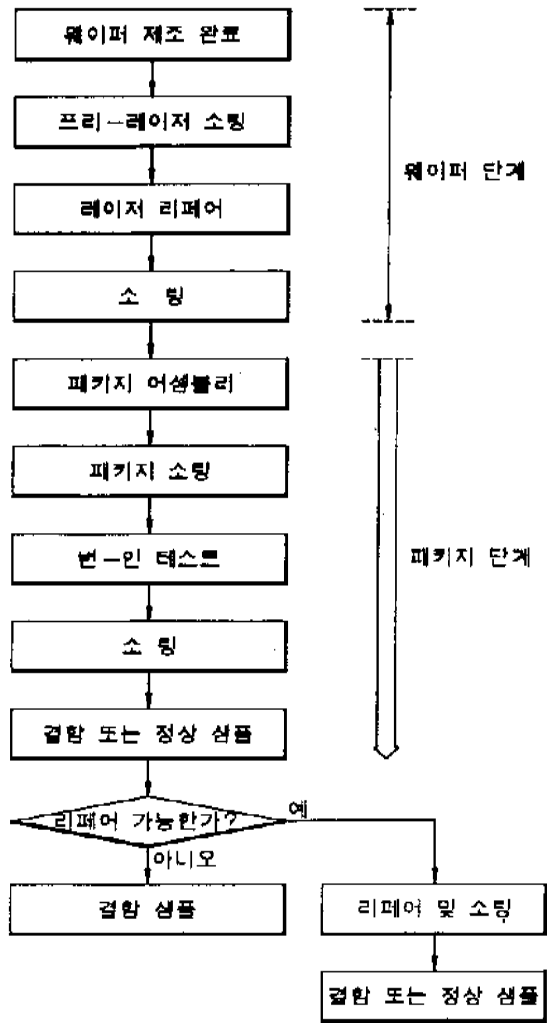 웨이퍼 제조 완료
프리-레이저 소팅
레이저 리페어
웨이퍼 단계
소 팅
패키지 어셈블리
패키지 소팅
번-인 테스트
패키지 단계
소 팅
결함 또는 정상 샘플
리페어 가능한가?
예
아니오
결함 샘플
리페어 및 소팅
결함 또는 정상 샘플